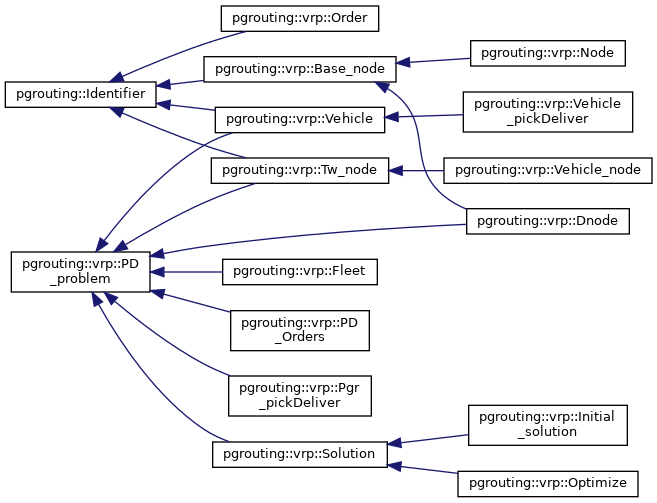 pgrouting::vrp::Order
pgrouting::vrp::Node
pgrouting::vrp::Base_node
pgrouting::Identifier
pgrouting::vrp::Vehicle
_pickDeliver
pgrouting::vrp::Vehicle
pgrouting::vrp::Tw_node
pgrouting::vrp::Vehicle_node
pgrouting::vrp::Dnode
pgrouting::vrp::PD
_problem
pgrouting::vrp::Fleet
pgrouting::vrp::PD
_Orders
pgrouting::vrp::Pgr
_pickDeliver
pgrouting::vrp::Initial
_solution
pgrouting::vrp::Solution
pgrouting::vrp::Optimize